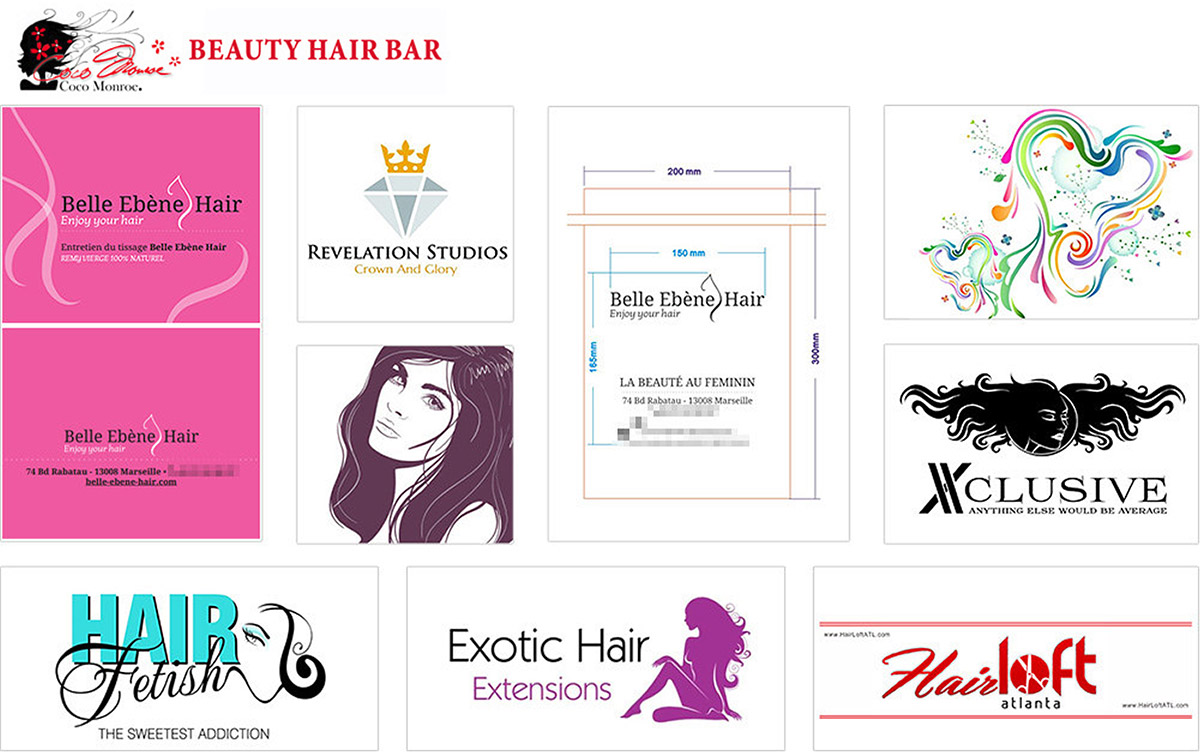 Coco Monroe
Coco Monroe.
BEAUTY HAIR BAR
Belle Ebène Hair
Enjoy your hair
Entretien du tissage Belle Ebène Hair
REMY VIERGE 100% NATUREL
Belle Ebène Hair
Enjoy your hair
74 Bd Rabatau - 13008 Marseille •
belle-ebene-hair.com
REVELATION STUDIOS
Crown And Glory
200 mm
150 mm
Belle Ebène Hair
Enjoy your hair
165mm
300mm
LA BEAUTÉ AU FEMININ
74 Bd Rabatau - 13008 Marseille
XCLUSIVE
ANYTHING ELSE WOULD BE AVERAGE
HAIR
Fetish
THE SWEETEST ADDICTION
Exotic Hair
Extensions
www.HairLoftATL.com
Hairloft
atlanta
www.HairLoftATL.com